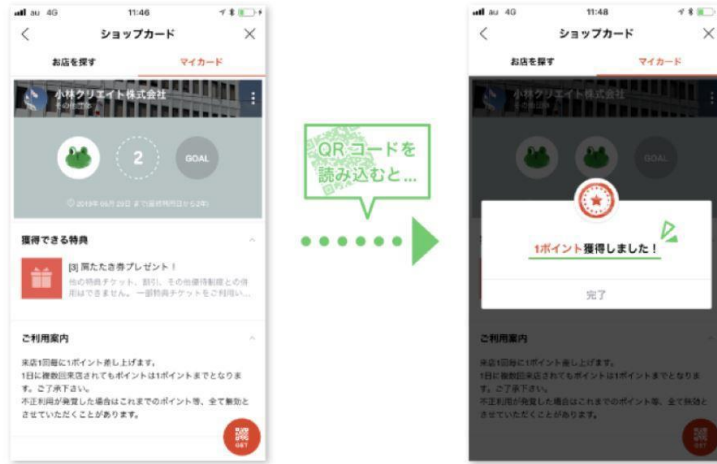 au 4G 11:46
ショップカード
お店を探す マイカード
小林クリエイト株式会社
その他団体
2
GOAL
獲得できる特典
[3] 肩たたき券プレゼント!
他の特典チケット、割引、その他優待制度との併
用はできません。 一部特典チケットをご利用い...
ご利用案内
来店1回毎に1ポイント差し上げます。
1日に複数回来店されてもポイントは1ポイントまでとなりま
す。ご了承下さい。
不正利用が発覚した場合はこれまでのポイント等、全て無効と
させていただくことがあります。
GET
QRコードを
読み込むと...
au 4G 11:48
ショップカード
お店を探す マイカード
小林クリエイト株式会社
その他団体
GOAL
1ポイント獲得しました!
完了
ご利用案内
来店1回毎に1ポイント差し上げます。
1日に複数回来店されてもポイントは1ポイントまでとなりま
す。ご了承下さい。
不正利用が発覚した場合はこれまでのポイント等、全て無効と
させていただくことがあります。
GET